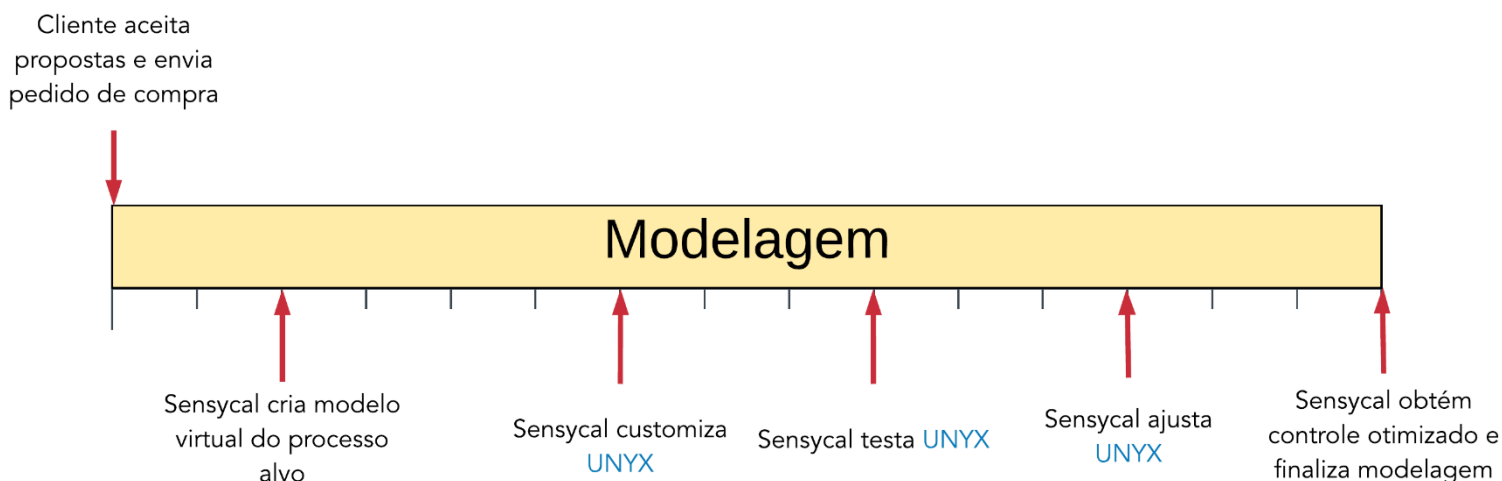 Cliente aceita
propostas e envia
pedido de compra
Modelagem
Sensycal cria modelo
virtual do processo
alvo
Sensycal customiza
UNYX
Sensycal testa UNYX
Sensycal ajusta
UNYX
Sensycal obtém
controle otimizado e
finaliza modelagem